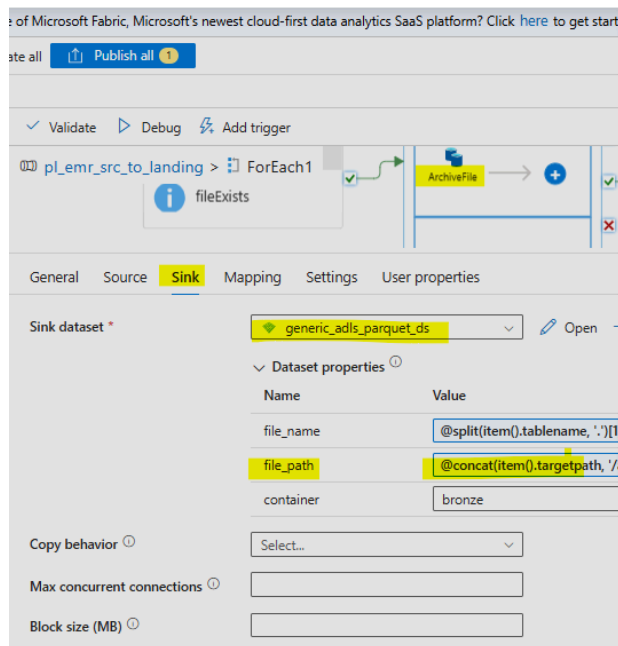 e of Microsoft Fabric, Microsoft's newest cloud-first data analytics SaaS platform? Click here to get start
ate all Publish all 1
Validate Debug Add trigger
pl_emr_src_to_landing > ForEach1
fileExists
ArchiveFile
General Source Sink Mapping Settings User properties
Sink dataset * generic_adls_parquet_ds Open
Dataset properties
Name Value
file_name @split(item().tablename, '.')[1
file_path @concat(item().targetpath, '/
container bronze
Copy behavior Select...
Max concurrent connections
Block size (MB)